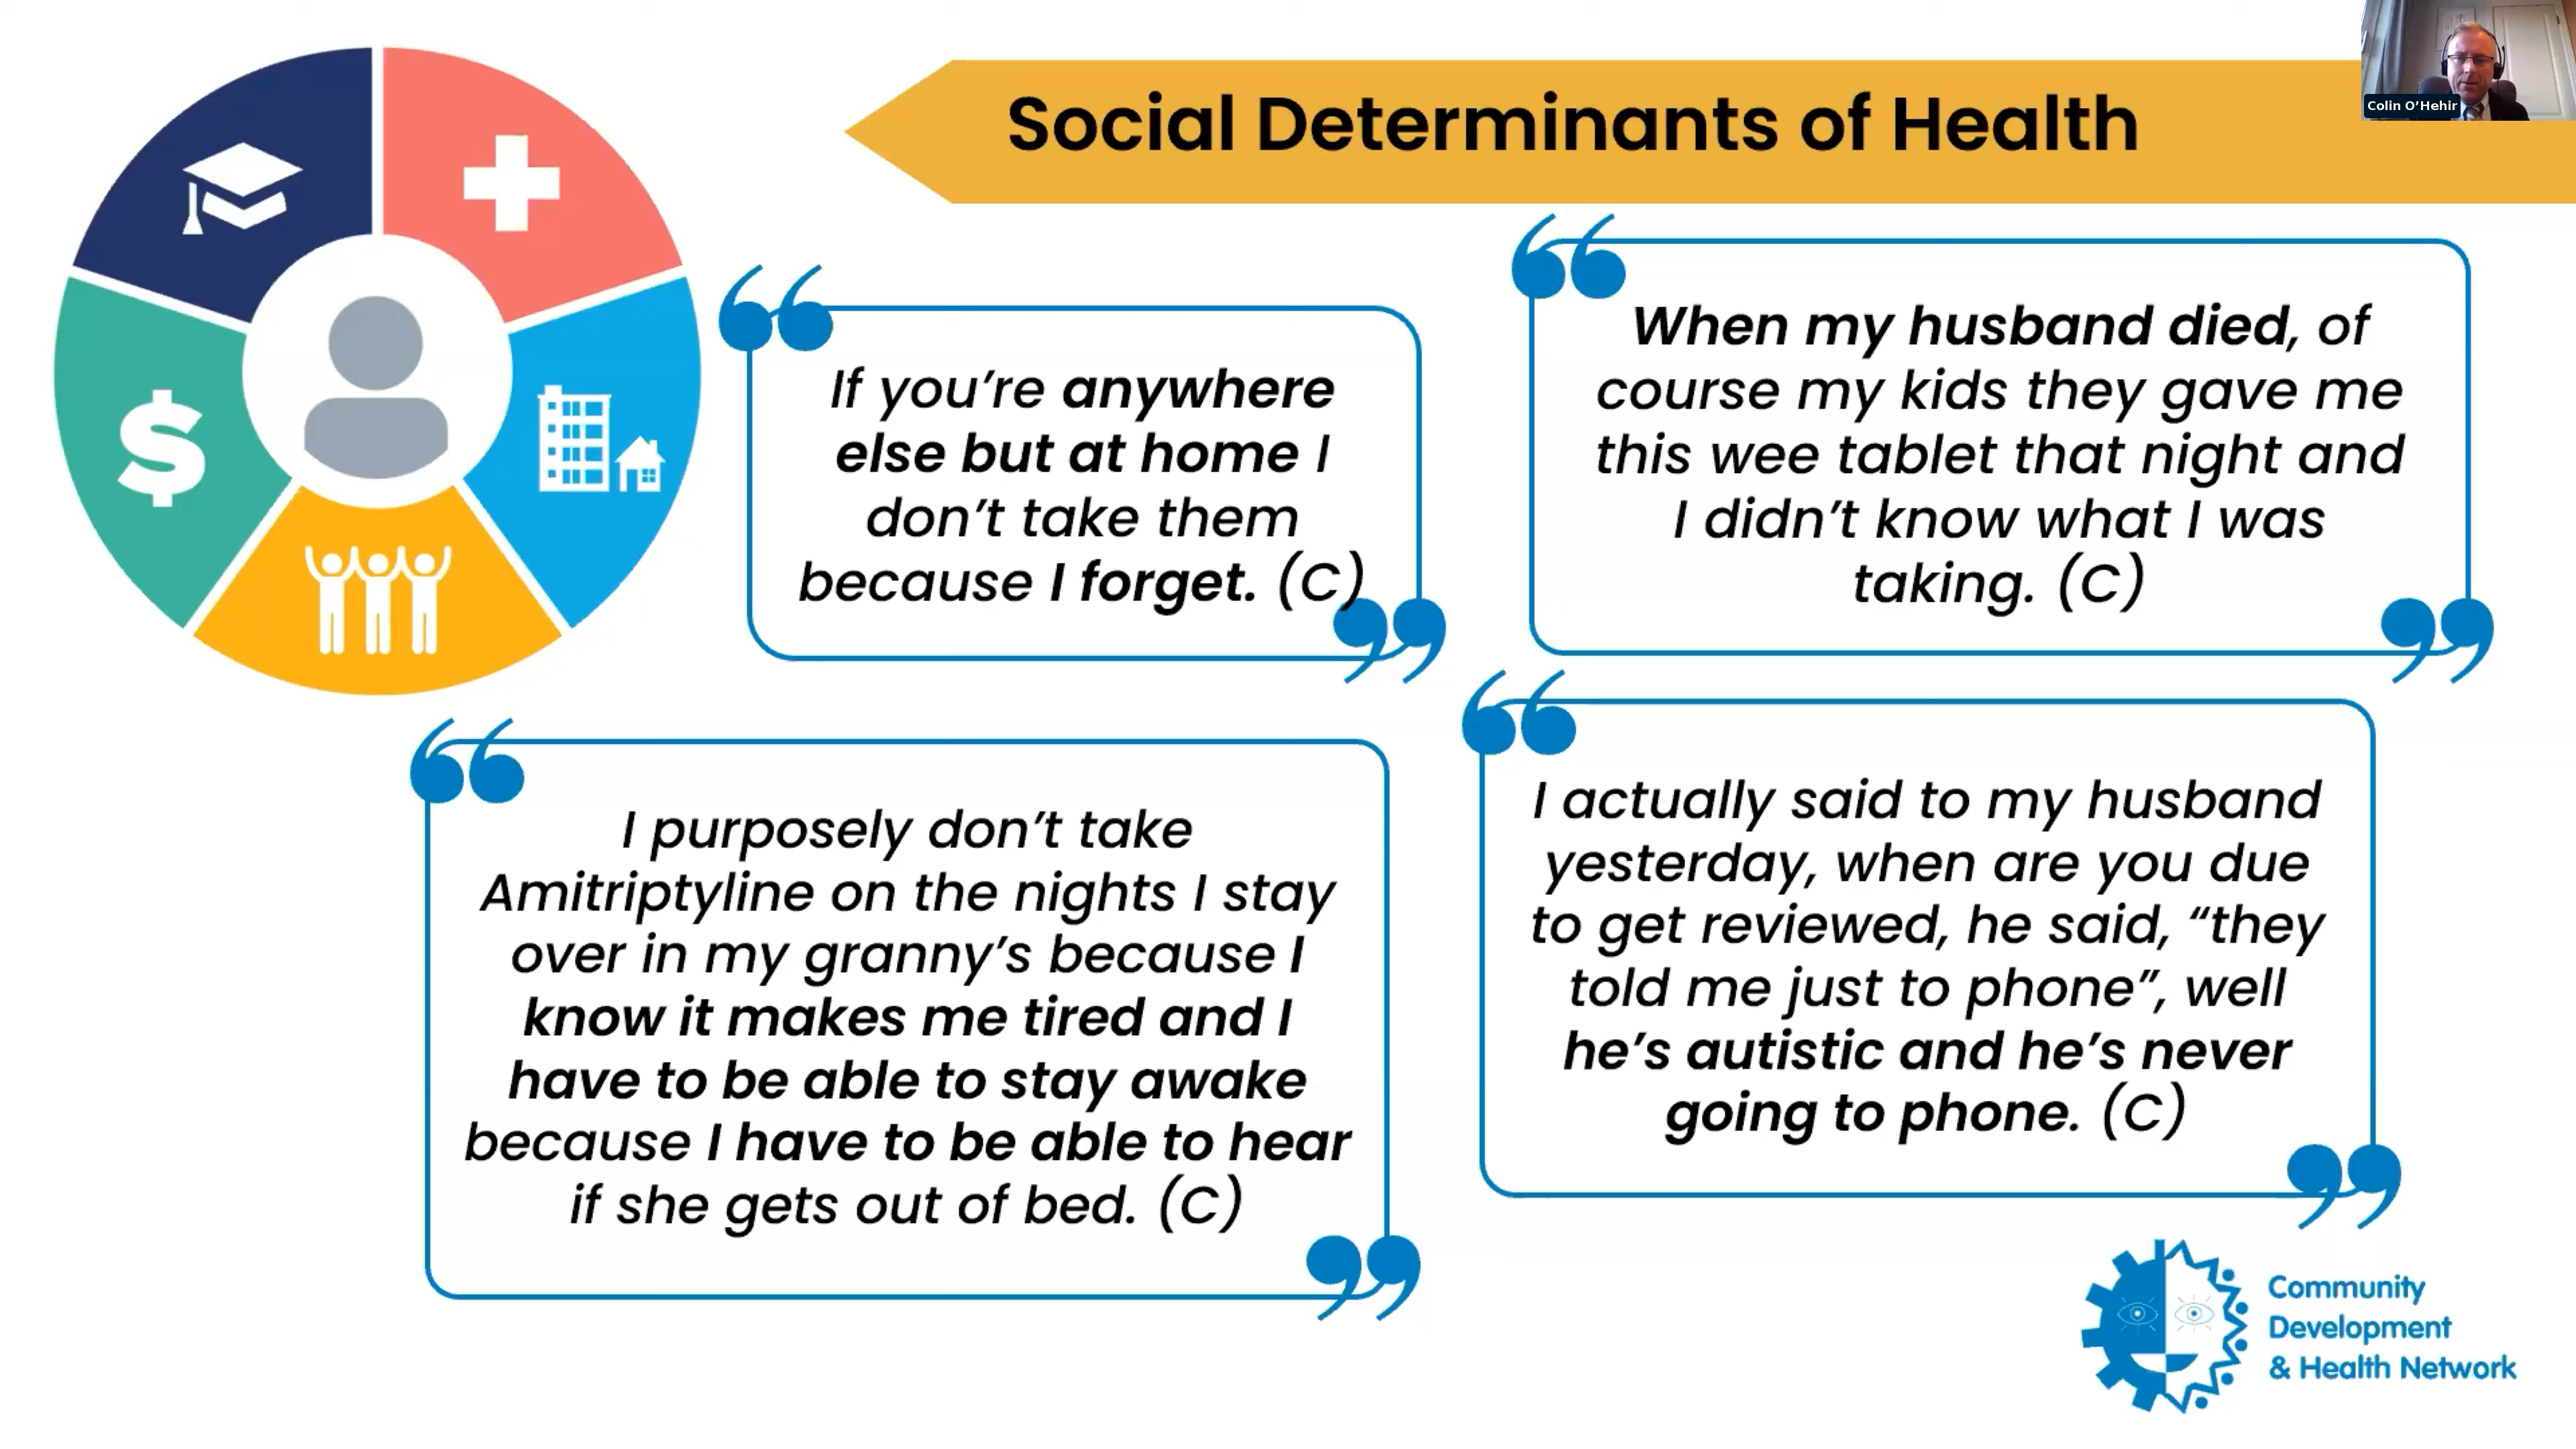 Social Determinants of Health
Colin O’Hehir
If you’re anywhere
else but at home I
don’t take them
because I forget. (C)
When my husband died, of
course my kids they gave me
this wee tablet that night and
I didn’t know what I was
taking. (C)
I purposely don’t take
Amitriptyline on the nights I stay
over in my granny’s because I
know it makes me tired and I
have to be able to stay awake
because I have to be able to hear
if she gets out of bed. (C)
I actually said to my husband
yesterday, when are you due
to get reviewed, he said, “they
told me just to phone”, well
he’s autistic and he’s never
going to phone. (C)
Community
Development
& Health Network